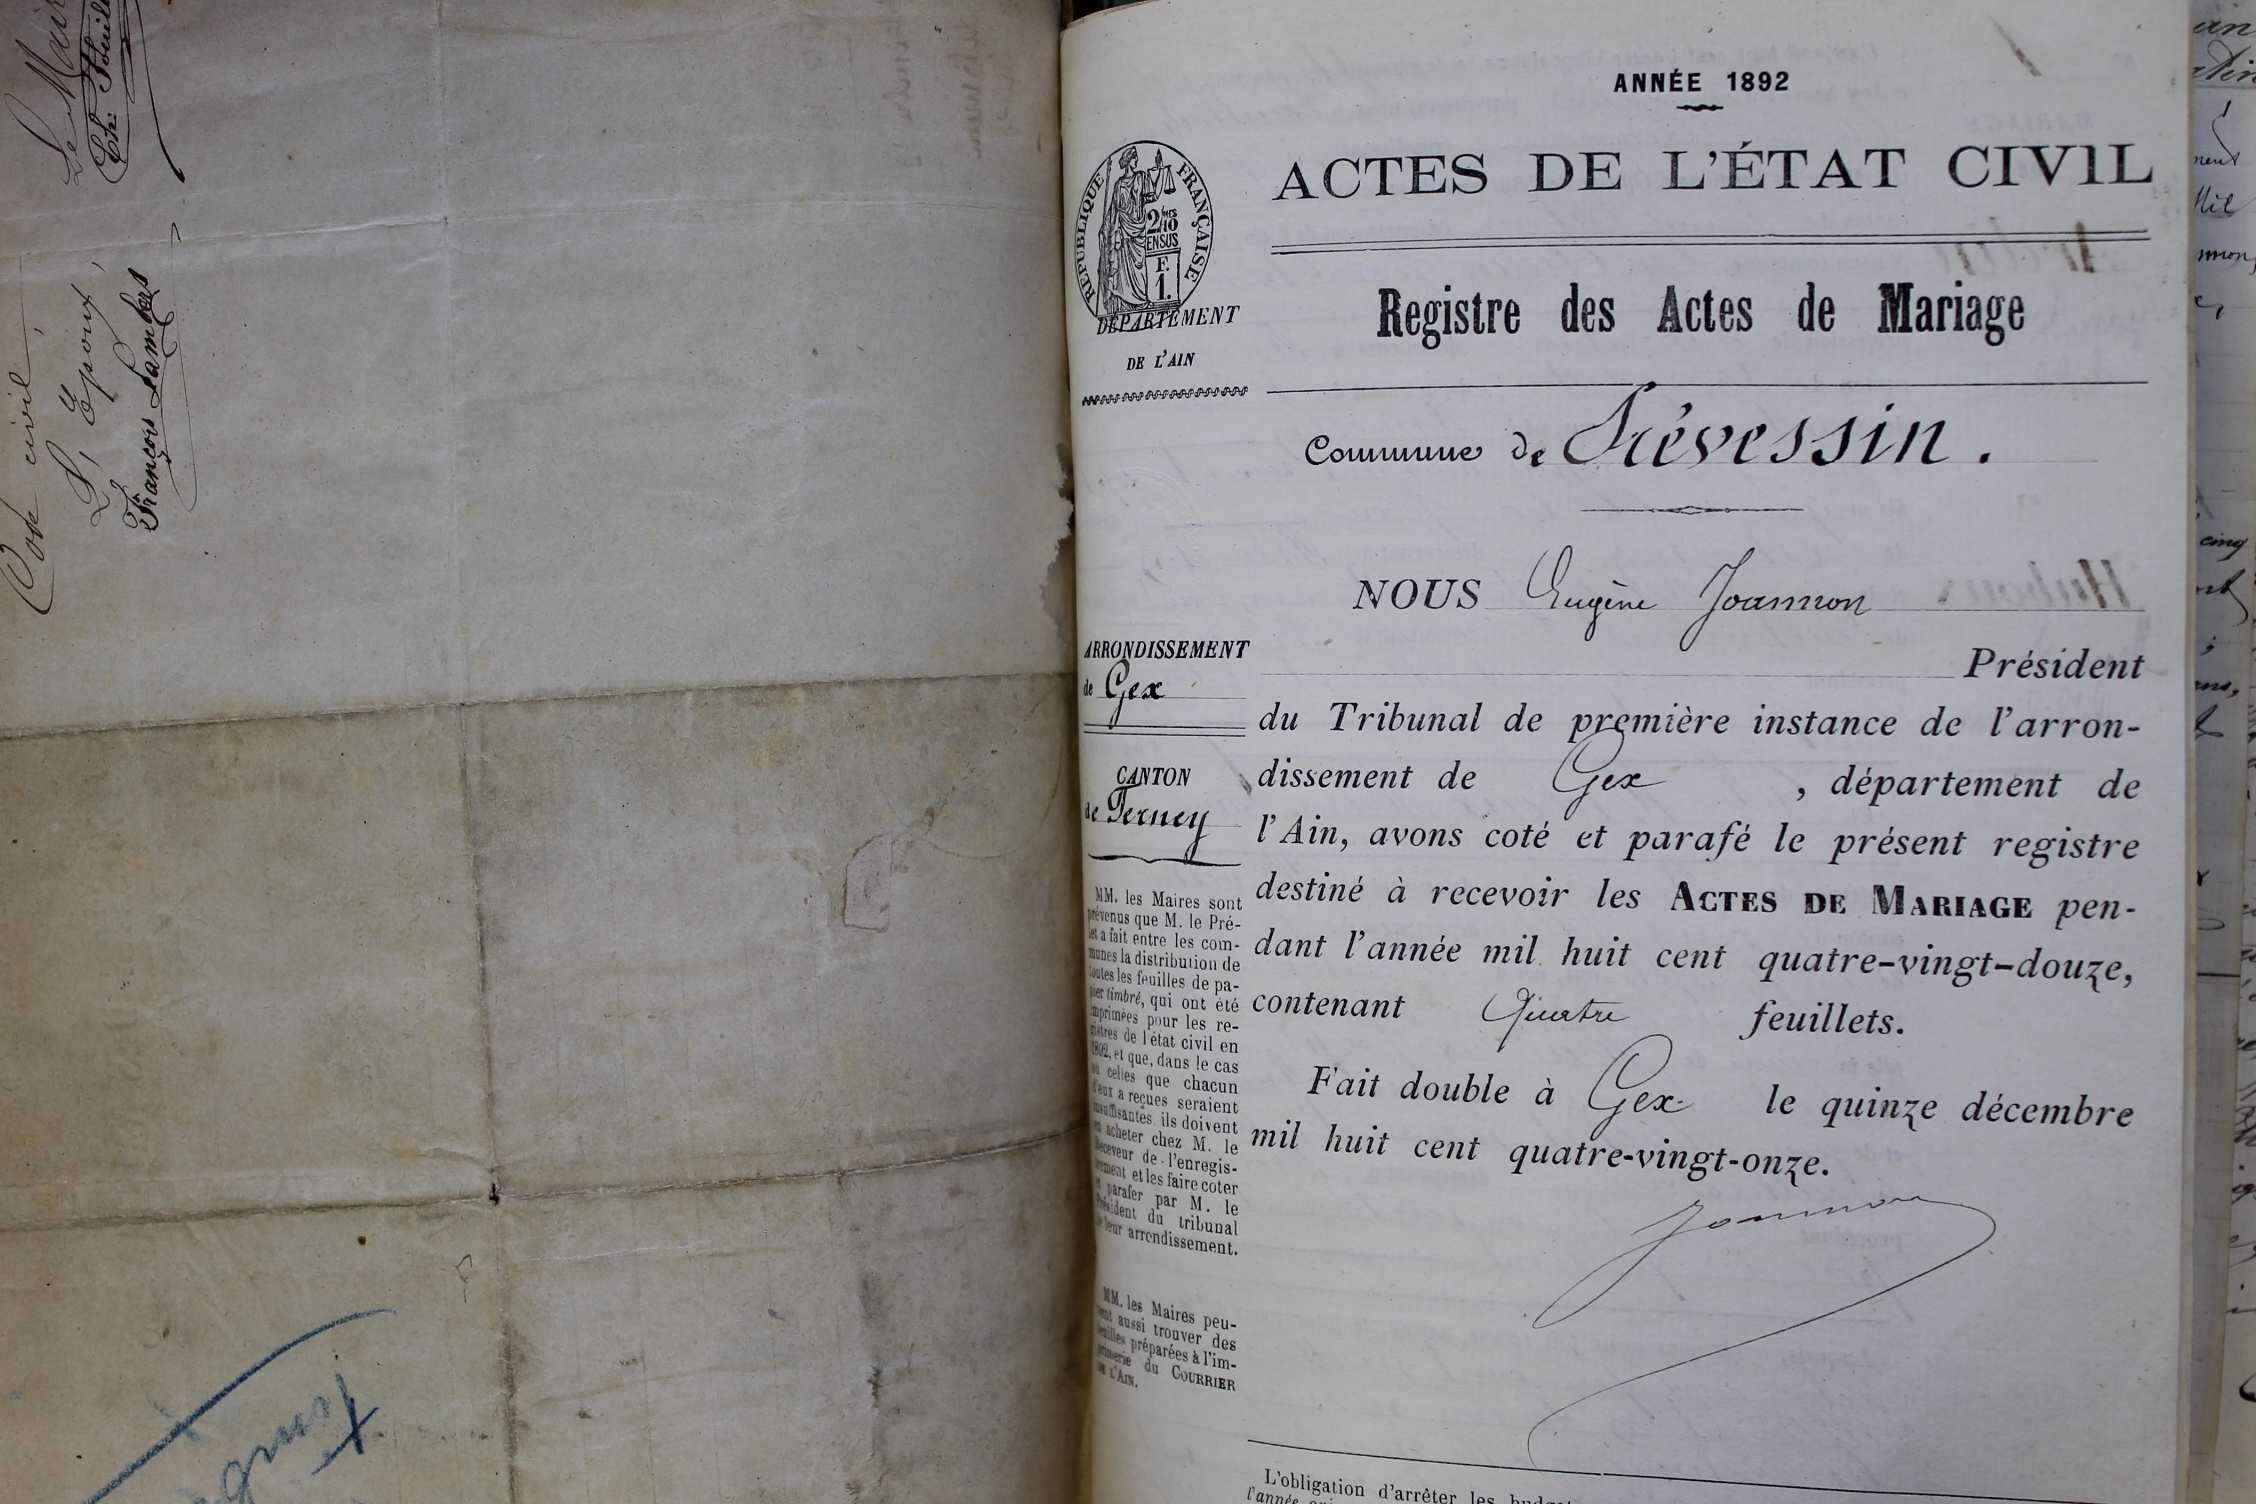 Le Maire
Code civil,
L'Epoux,
François Lambert
ANNÉE 1892
ACTES DE L'ÉTAT CIVIL
RÉPUBLIQUE FRANÇAISE
2/10
EN SUS
F.
1.
DÉPARTEMENT
DE L'AIN
Registre des Actes de Mariage
Commune de Prévessin.
NOUS Eugène Joannon
Président
du Tribunal de première instance de l'arron-
dissement de Gex, département de
l'Ain, avons coté et parafé le présent registre
destiné à recevoir les ACTES DE MARIAGE pen-
dant l'année mil huit cent quatre-vingt-douze,
contenant Quatre feuillets.
Fait double à Gex le quinze décembre
mil huit cent quatre-vingt-onze.
Joannon
ARRONDISSEMENT
de Gex
CANTON
de Ferney
MM. les Maires sont
prévenus que M. le Pré-
fet a fait entre les com-
munes la distribution de
toutes les feuilles de pa-
pier timbré, qui ont été
imprimées pour les re-
gistres de l'état civil en
1892, et que, dans le cas
où celles que chacun
d'eux a reçues seraient
insuffisantes ils doivent
en acheter chez M. le
Receveur de l'enregis-
trement et les faire coter
et parafer par M. le
Président du tribunal
de leur arrondissement.
MM. les Maires peu-
vent aussi trouver des
feuilles préparées à l'im-
primerie du COURRIER
DE L'AIN.
L'obligation d'arrêter les
l'année